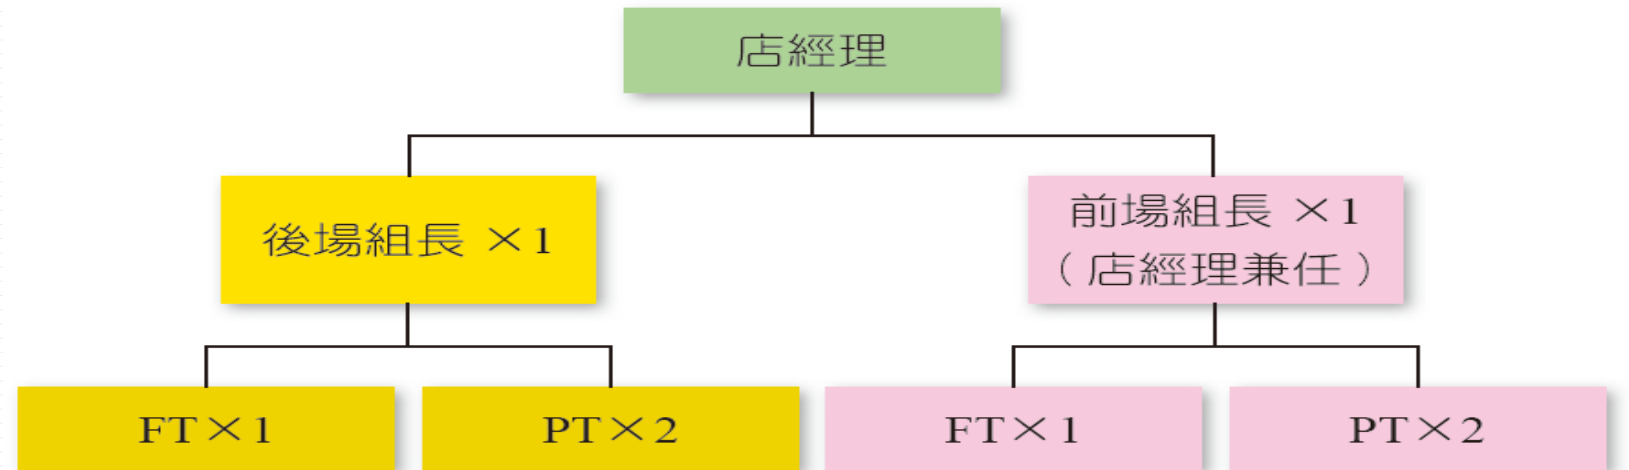 店經理
後場組長 ×1
前場組長 ×1
（店經理兼任）
FT×1
PT×2
FT×1
PT×2